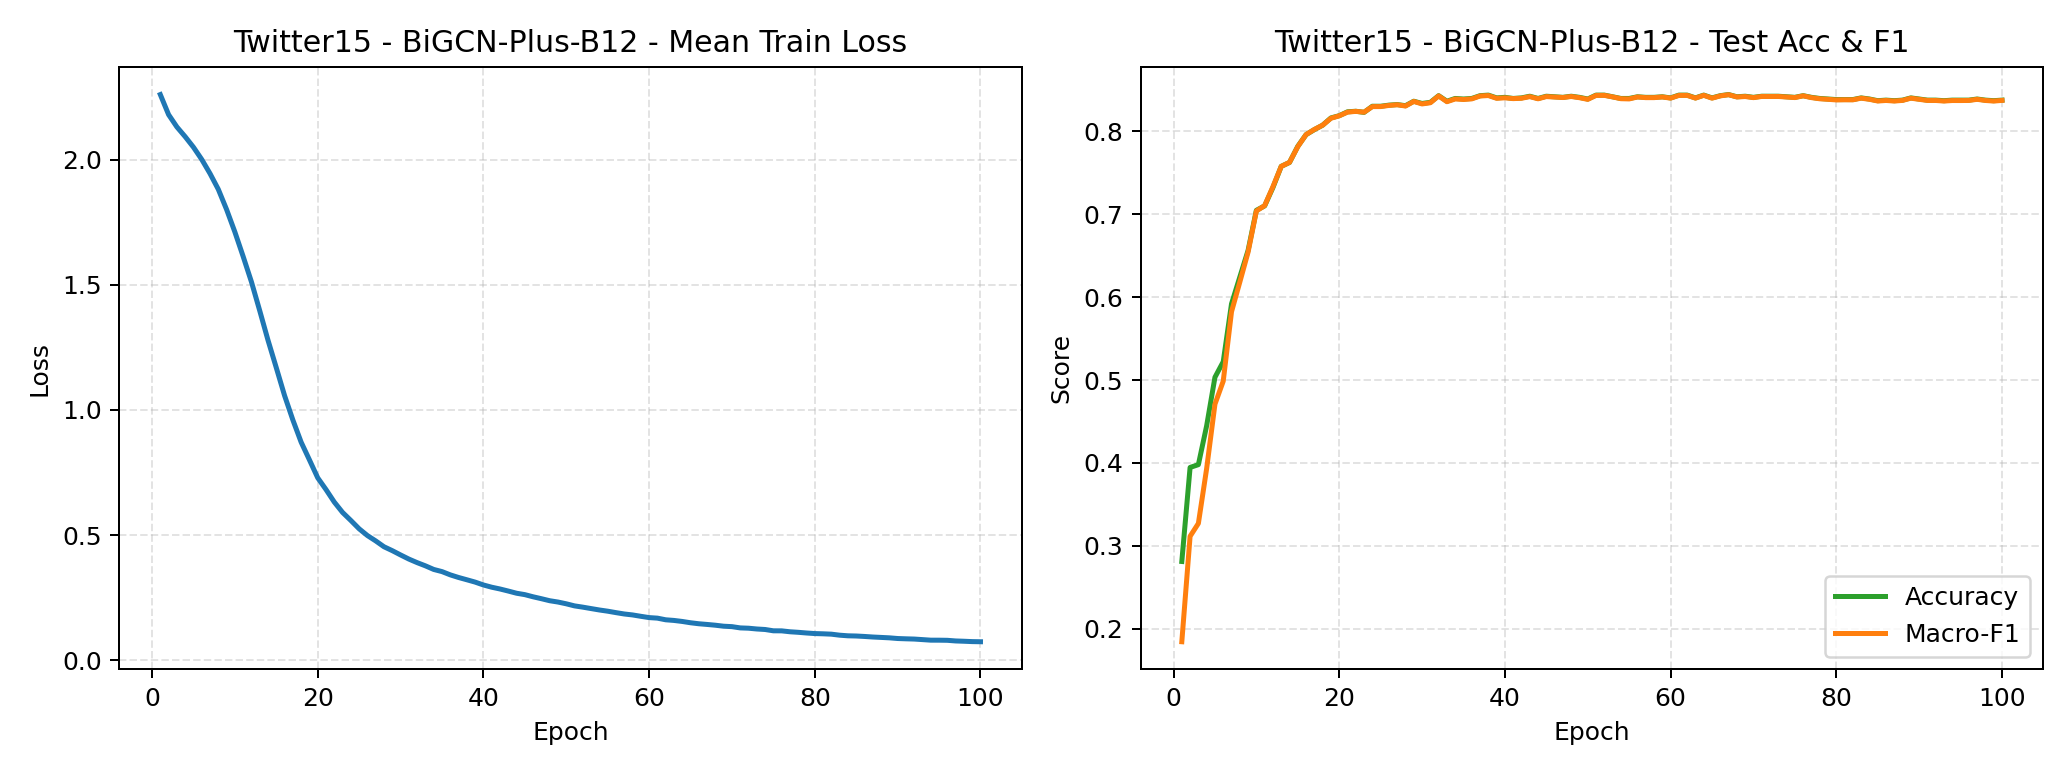 Twitter15 - BiGCN-Plus-B12 - Mean Train Loss
2.0
1.5
1.0
0.5
0.0
Loss
0 20 40 60 80 100
Epoch
Twitter15 - BiGCN-Plus-B12 - Test Acc & F1
0.8
0.7
0.6
0.5
0.4
0.3
0.2
Score
Accuracy
Macro-F1
0 20 40 60 80 100
Epoch